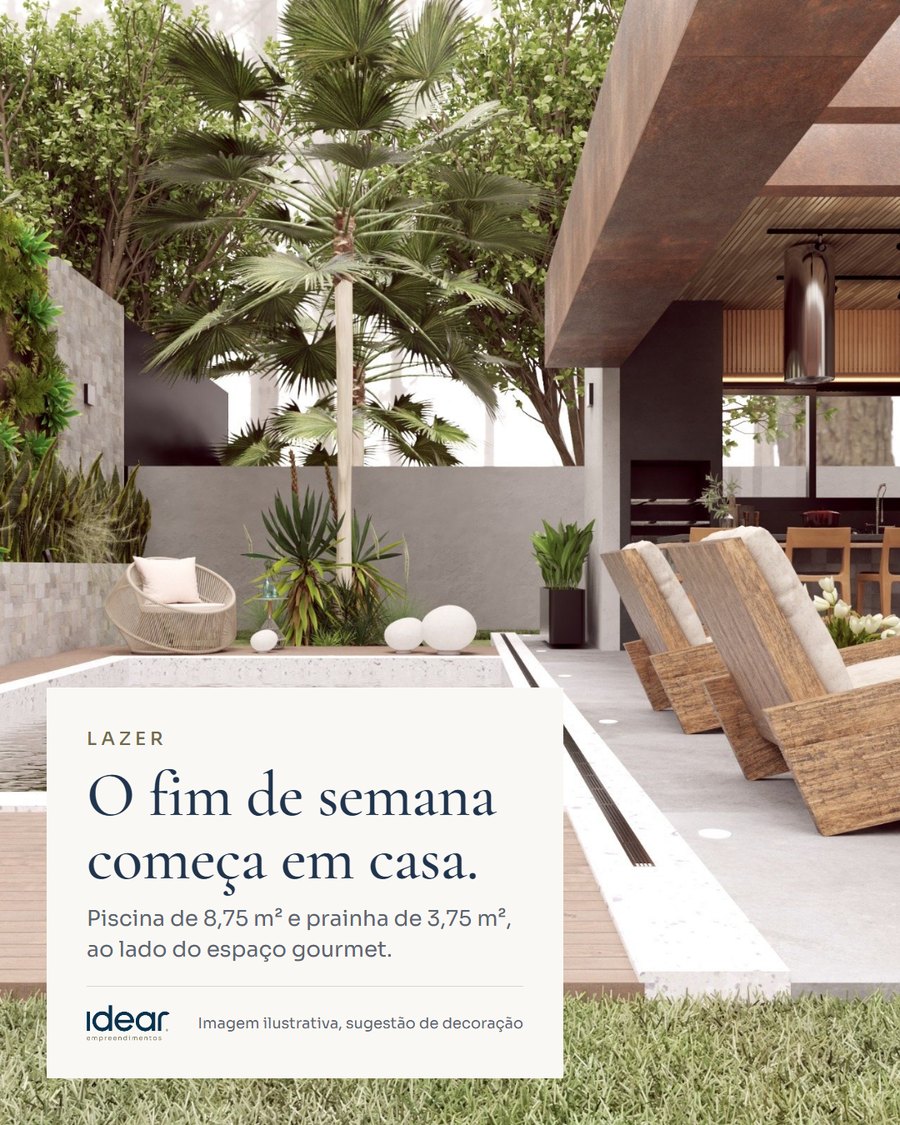 LAZER
O fim de semana
começa em casa.
Piscina de 8,75 m² e prainha de 3,75 m²,
ao lado do espaço gourmet.
idear
empreendimentos
Imagem ilustrativa, sugestão de decoração